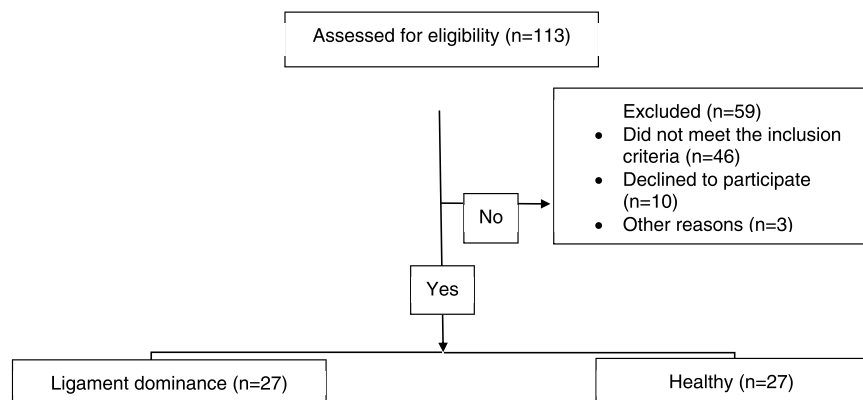 Assessed for eligibility (n=113)
Excluded (n=59)
• Did not meet the inclusion
criteria (n=46)
• Declined to participate
(n=10)
• Other reasons (n=3)
No
Yes
Ligament dominance (n=27)
Healthy (n=27)